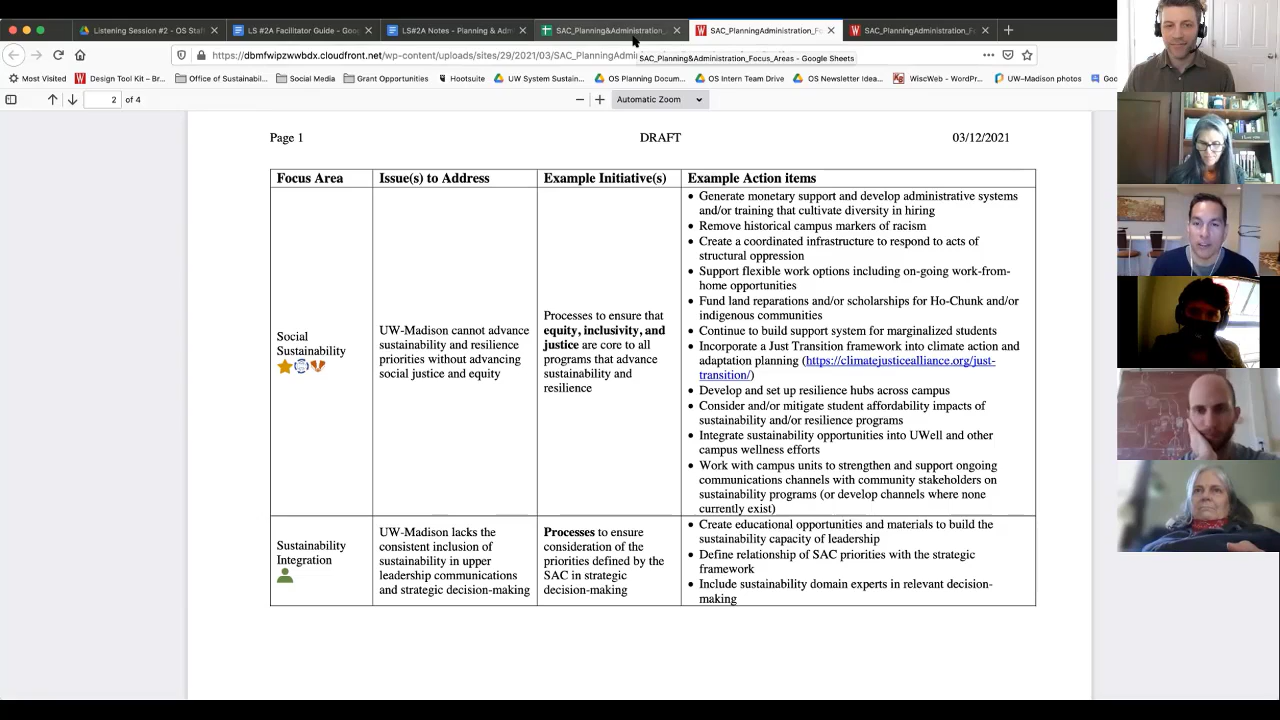 Listening Session #2 - OS Staf
LS #2A Facilitator Guide - Goo
LS#2A Notes - Planning & Adm
SAC_Planning&Administration_
SAC_PlanningAdministration_Fo
SAC_PlanningAdministration_Fo
https://dbmfwipzwwbdx.cloudfront.net/wp-content/uploads/sites/29/2021/03/SAC_PlanningAdmi
SAC_Planning&Administration_Focus_Areas - Google Sheets
Most Visited
Design Tool Kit – Br...
Office of Sustainabil...
Social Media
Grant Opportunities
Hootsuite
UW System Sustain...
OS Planning Docum...
OS Intern Team Drive
OS Newsletter Idea...
WiscWeb – WordPr...
UW-Madison photos
2 of 4
Automatic Zoom
Page 1
DRAFT
03/12/2021
Focus Area
Issue(s) to Address
Example Initiative(s)
Example Action items
Social
Sustainability
UW-Madison cannot advance
sustainability and resilience
priorities without advancing
social justice and equity
Processes to ensure that
equity, inclusivity, and
justice are core to all
programs that advance
sustainability and
resilience
• Generate monetary support and develop administrative systems
and/or training that cultivate diversity in hiring
• Remove historical campus markers of racism
• Create a coordinated infrastructure to respond to acts of
structural oppression
• Support flexible work options including on-going work-from-
home opportunities
• Fund land reparations and/or scholarships for Ho-Chunk and/or
indigenous communities
• Continue to build support system for marginalized students
• Incorporate a Just Transition framework into climate action and
adaptation planning (https://climatejusticealliance.org/just-
transition/)
• Develop and set up resilience hubs across campus
• Consider and/or mitigate student affordability impacts of
sustainability and/or resilience programs
• Integrate sustainability opportunities into UWell and other
campus wellness efforts
• Work with campus units to strengthen and support ongoing
communications channels with community stakeholders on
sustainability programs (or develop channels where none
currently exist)
Sustainability
Integration
UW-Madison lacks the
consistent inclusion of
sustainability in upper
leadership communications
and strategic decision-making
Processes to ensure
consideration of the
priorities defined by the
SAC in strategic
decision-making
• Create educational opportunities and materials to build the
sustainability capacity of leadership
• Define relationship of SAC priorities with the strategic
framework
• Include sustainability domain experts in relevant decision-
making